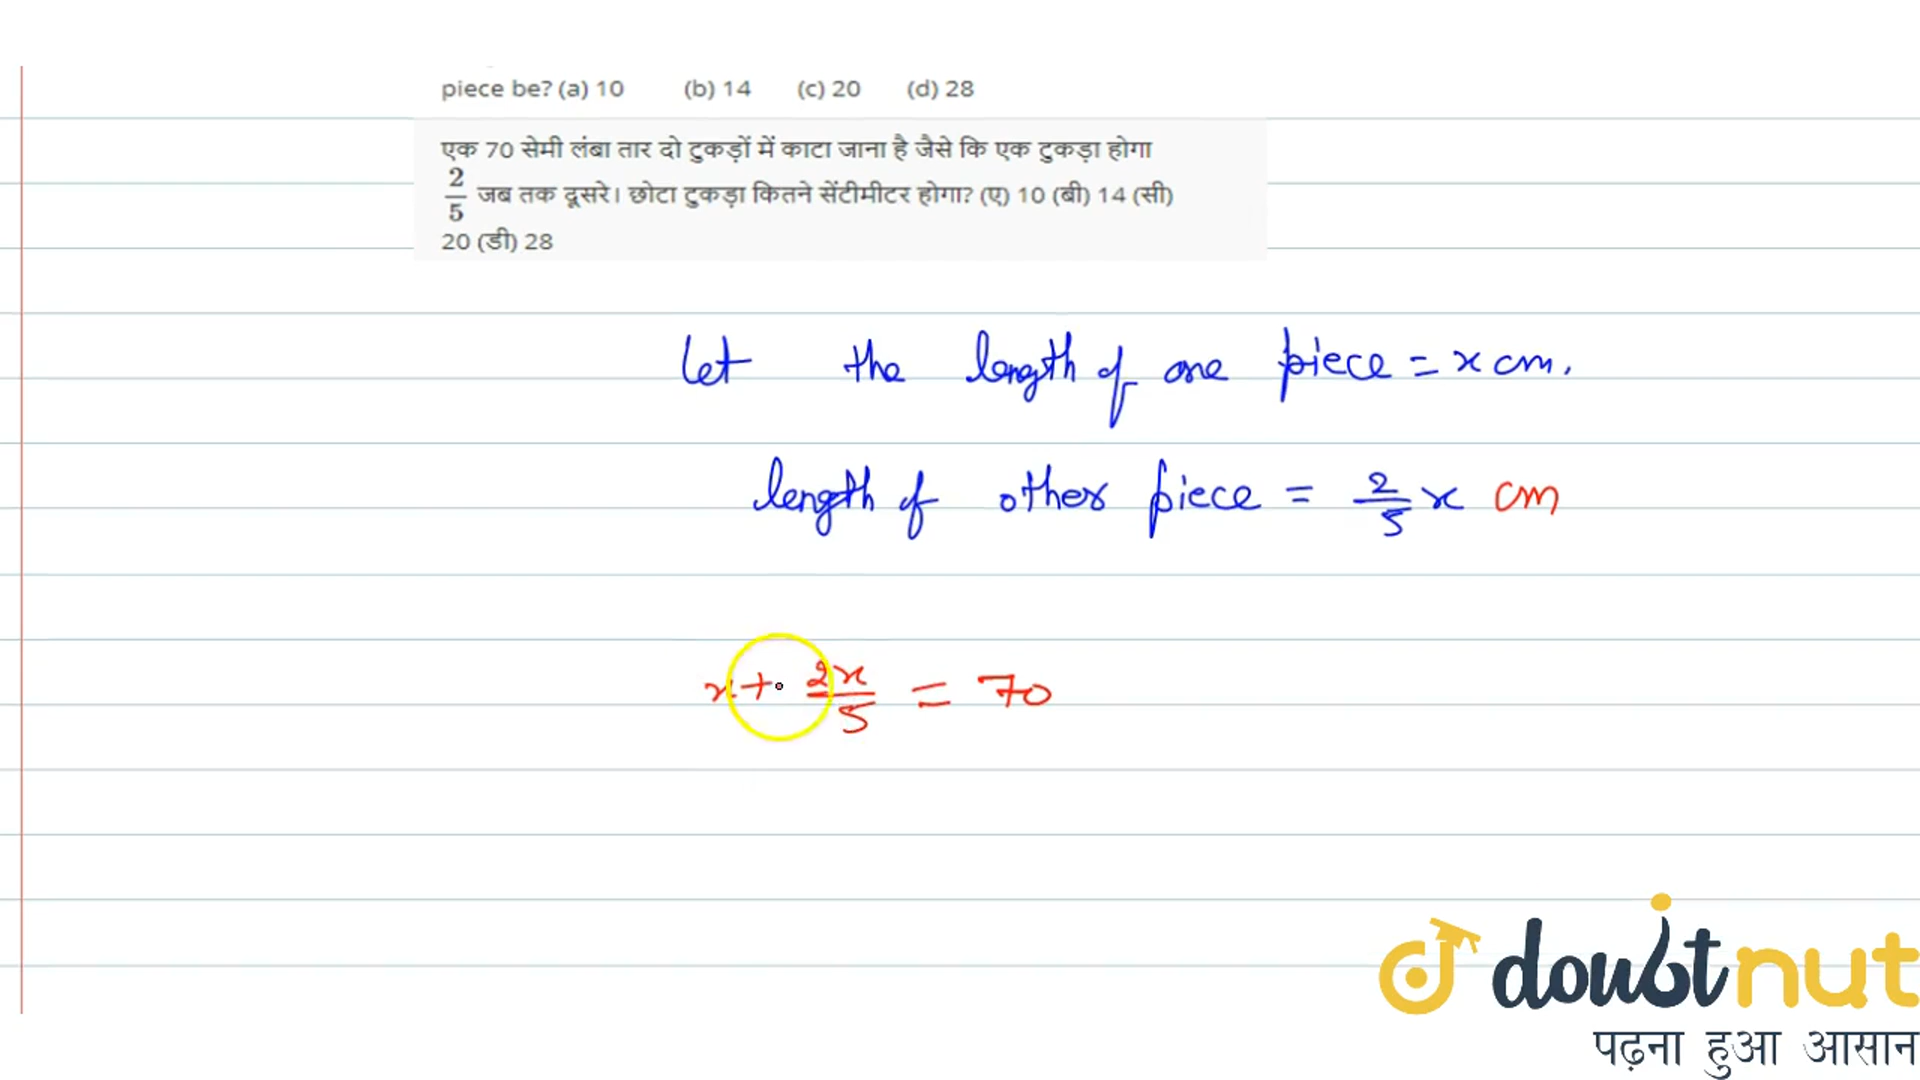 piece be? (a) 10 (b) 14 (c) 20 (d) 28
एक 70 सेमी लंबा तार दो टुकड़ों में काटा जाना है जैसे कि एक टुकड़ा होगा
2/5 जब तक दूसरे। छोटा टुकड़ा कितने सेंटीमीटर होगा? (ए) 10 (बी) 14 (सी)
20 (डी) 28
Let the length of one piece = x cm.
length of other piece = 2/5 x cm
x + 2x/5 = 70
doubtnut
पढ़ना हुआ आसान